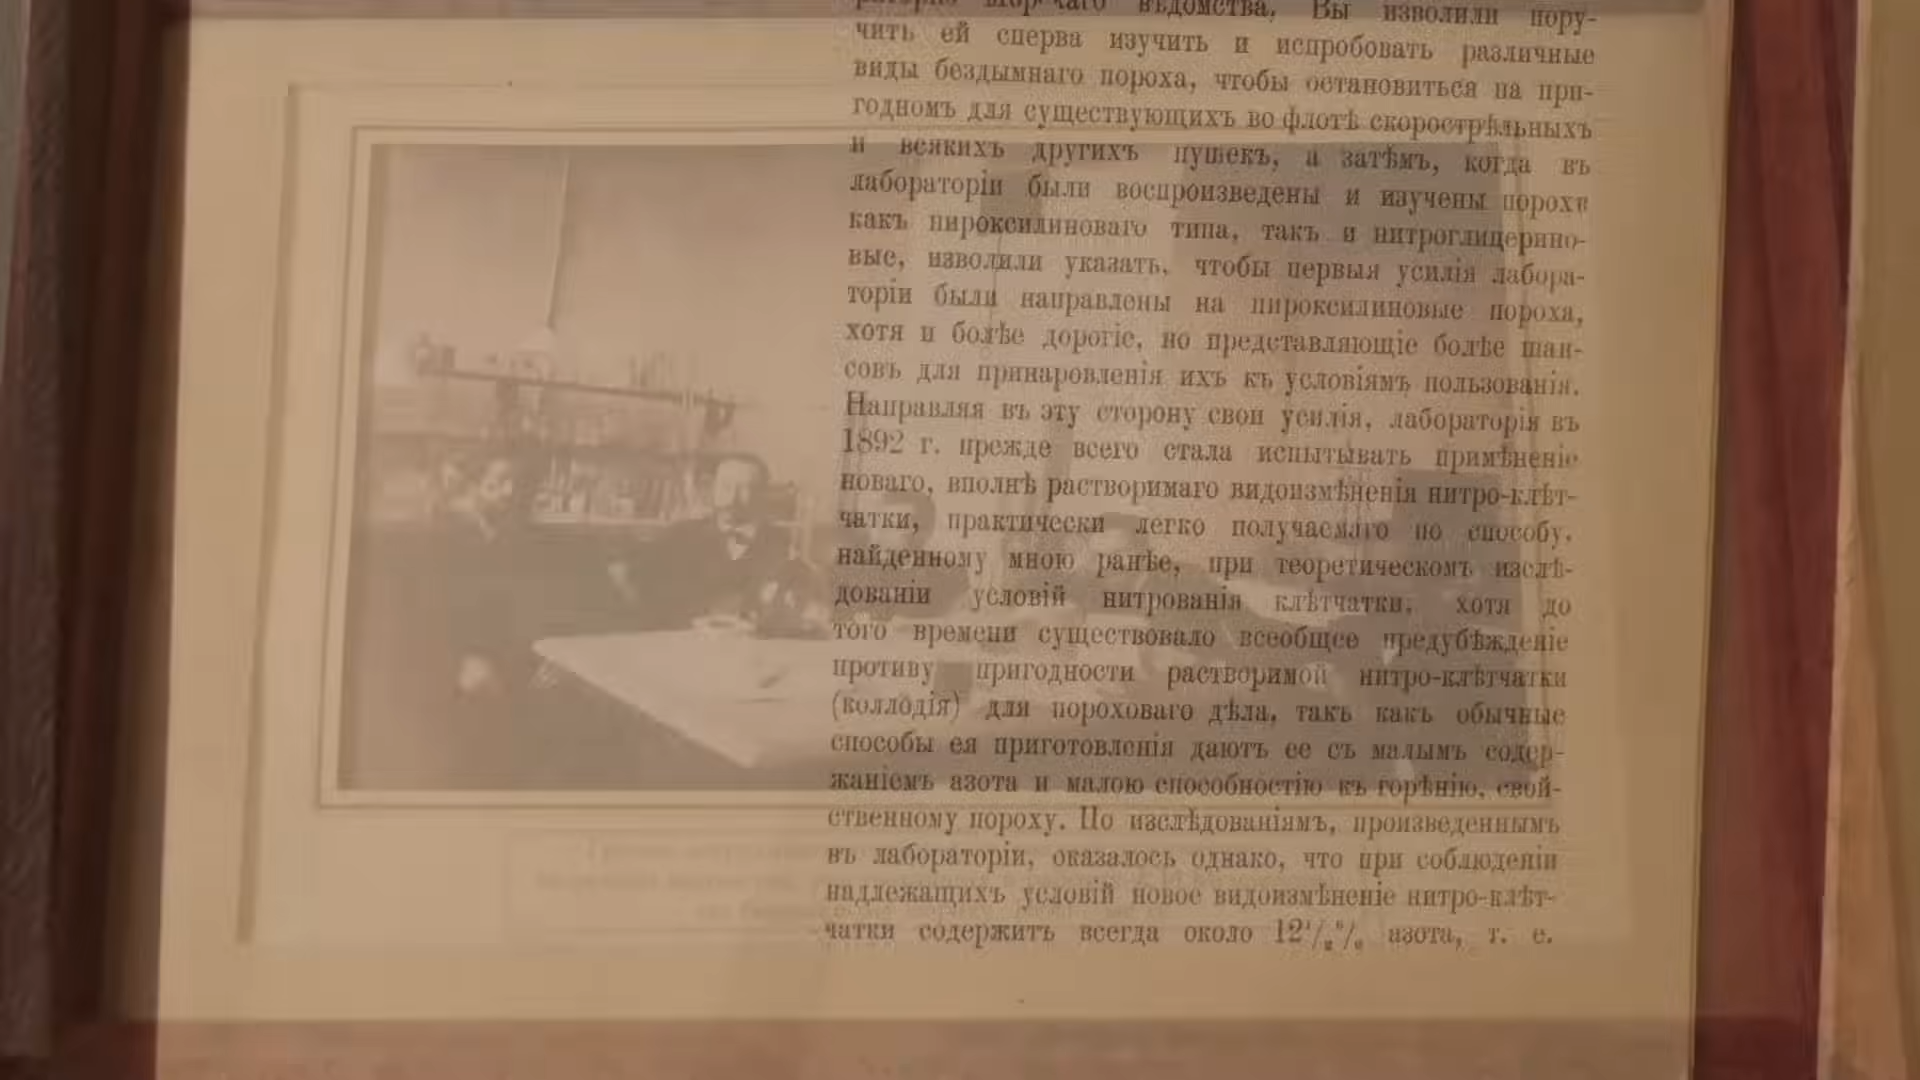 вѣдомства, Вы изволили пору-
чить ей сперва изучить и испробовать различные
виды бездымнаго пороха, чтобы остановиться на при-
годномъ для существующихъ во флотѣ скорострѣльныхъ
и всякихъ другихъ пушекъ, а затѣмъ, когда въ
лабораторіи были воспроизведены и изучены пороха
какъ пироксилиноваго типа, такъ и нитроглицерино-
вые, изволили указать, чтобы первыя усилія лабора-
торіи были направлены на пироксилиновые пороха,
хотя и болѣе дорогіе, но представляющіе болѣе шан-
совъ для принаровленія ихъ къ условіямъ пользованія.
Направляя въ эту сторону свои усилія, лабораторія въ
1892 г. прежде всего стала испытывать примѣненіе
новаго, вполнѣ растворимаго видоизмѣненія нитро-клѣт-
чатки, практически легко получаемаго по способу,
найденному мною ранѣе, при теоретическомъ изслѣ-
дованіи условій нитрованія клѣтчатки, хотя до
того времени существовало всеобщее предубѣжденіе
противу пригодности растворимой нитро-клѣтчатки
(коллодія) для пороховаго дѣла, такъ какъ обычные
способы ея приготовленія даютъ ее съ малымъ содер-
жаніемъ азота и малою способностію къ горѣнію, свой-
ственному пороху. По изслѣдованіямъ, произведеннымъ
въ лабораторіи, оказалось однако, что при соблюденіи
надлежащихъ условій новое видоизмѣненіе нитро-клѣт-
чатки содержитъ всегда около 12½% азота, т. е.